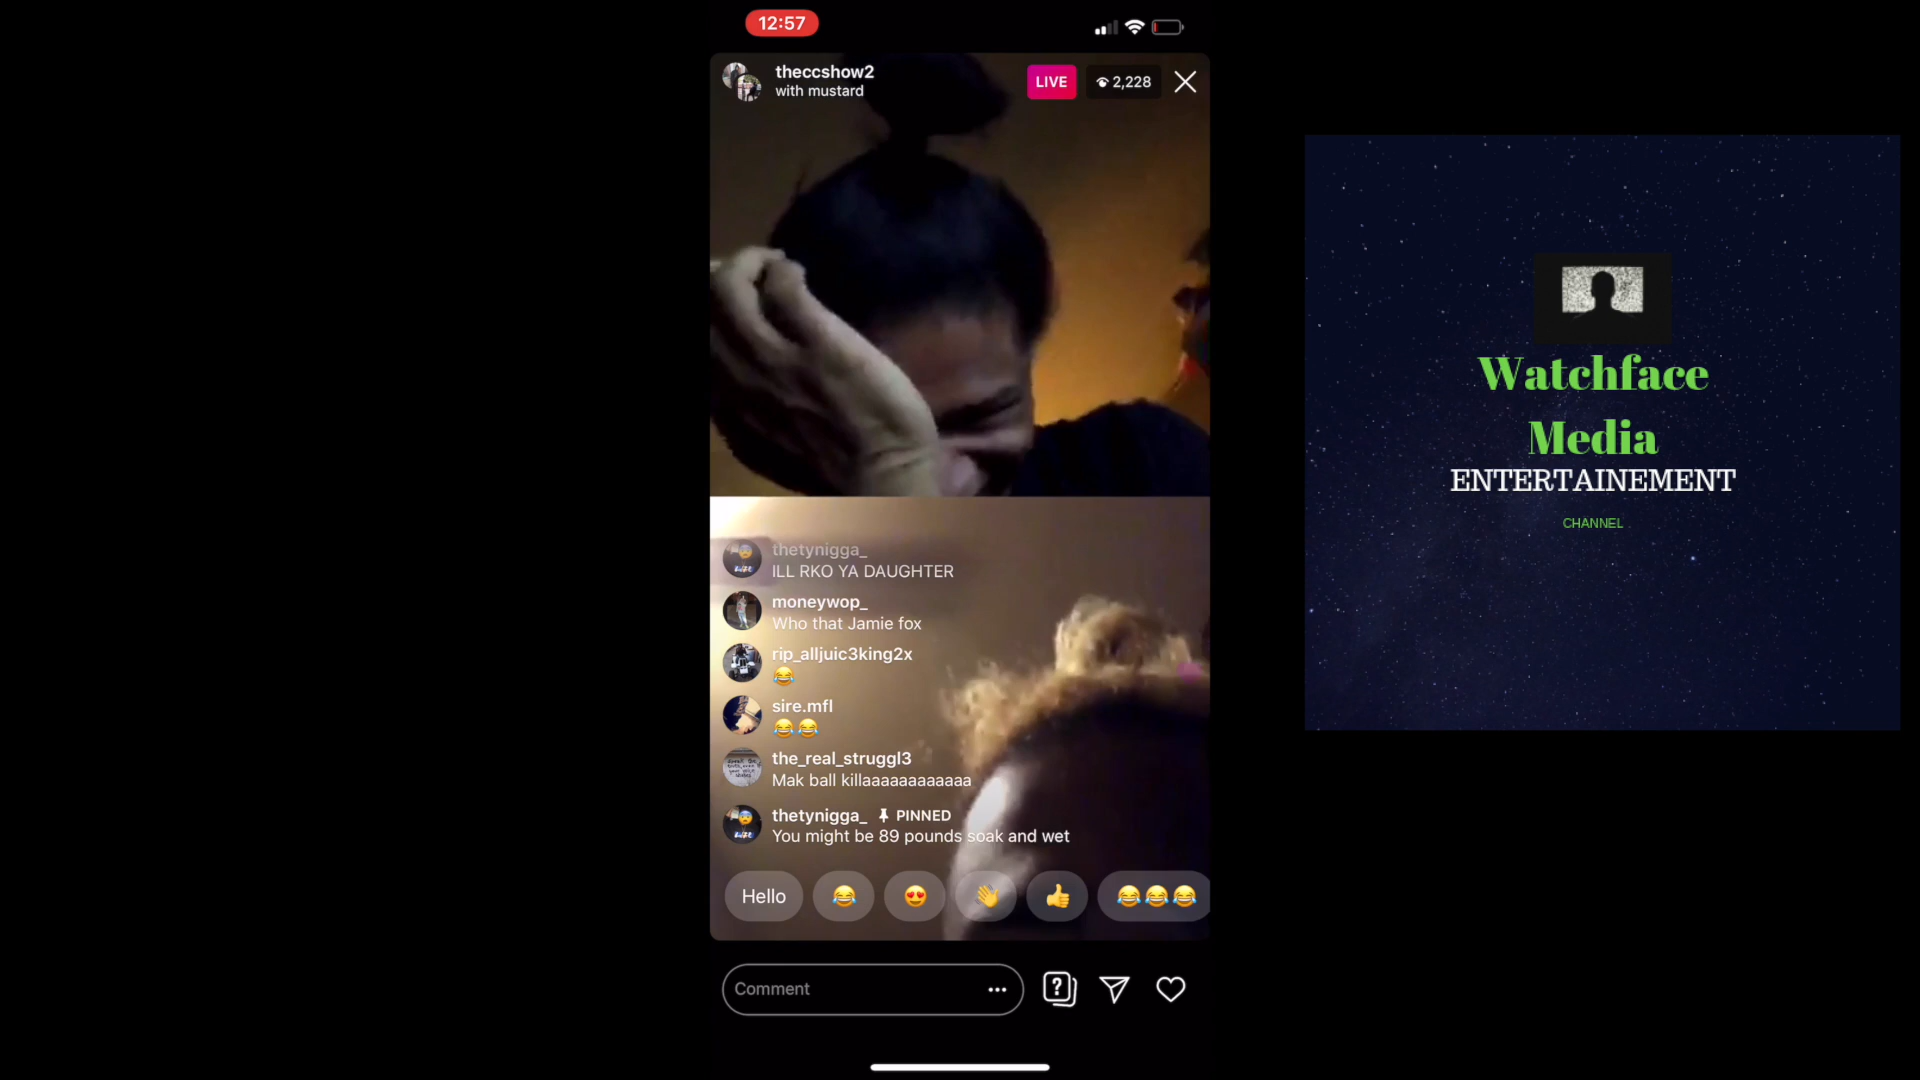 12:57
theccshow2
with mustard
LIVE
2,228
thetynigga_
ILL RKO YA DAUGHTER
moneywop_
Who that Jamie fox
rip_alljuic3king2x
😂
sire.mfl
😂😂
the_real_struggl3
Mak ball killaaaaaaaaaaaa
thetynigga_ PINNED
You might be 89 pounds soak and wet
Hello 😂 😍 👋 👍 😂😂😂
Comment
Watchface
Media
ENTERTAINEMENT
CHANNEL